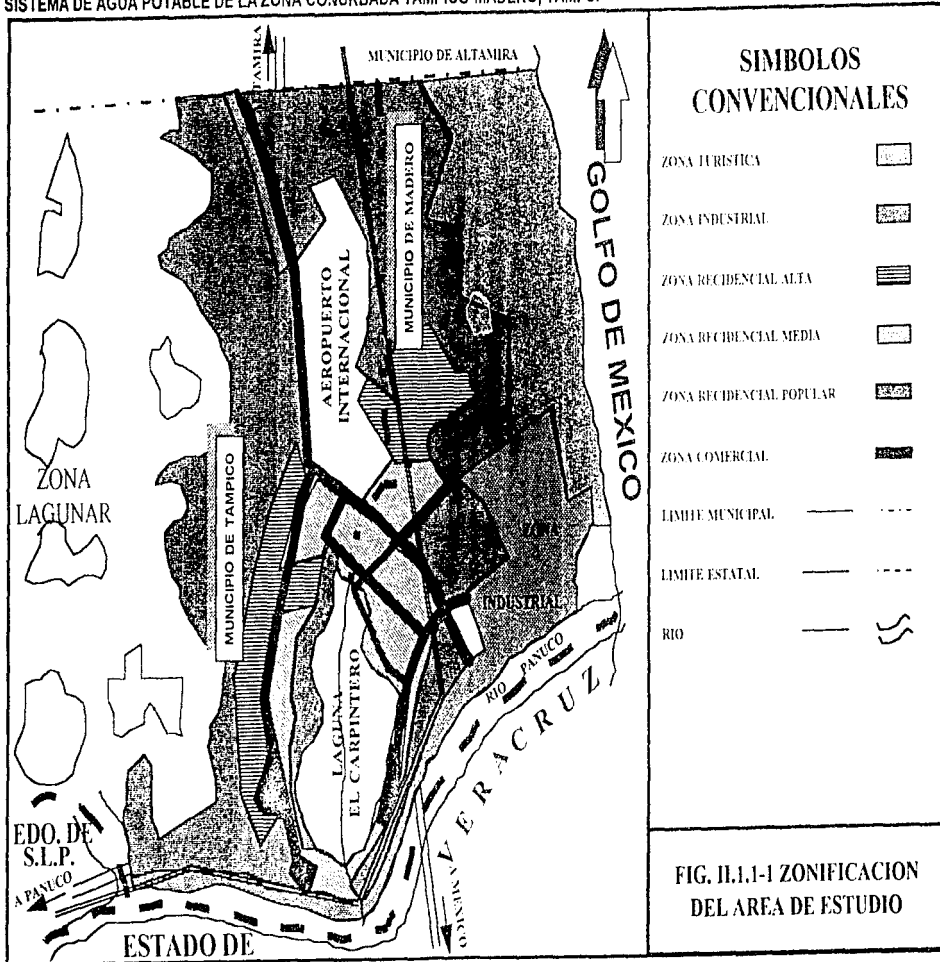 SISTEMA DE AGUA POTABLE DE LA ZONA CONURBADA TAMPICO-MADERO, TAMPS.
MUNICIPIO DE ALTAMIRA
ALTAMIRA
MUNICIPIO DE MADERO
AEROPUERTO
INTERNACIONAL
GOLFO DE MEXICO
ZONA
LAGUNAR
MUNICIPIO DE TAMPICO
ZONA
INDUSTRIAL
LAGUNA
EL CARPINTERO
RIO PANUCO
VERACRUZ
EDO. DE
S.L.P.
A PANUCO
A MEXICO
ESTADO DE
SIMBOLOS
CONVENCIONALES
ZONA TURISTICA
ZONA INDUSTRIAL
ZONA RECIDENCIAL ALTA
ZONA RECIDENCIAL MEDIA
ZONA RECIDENCIAL POPULAR
ZONA COMERCIAL
LIMITE MUNICIPAL
LIMITE ESTATAL
RIO
FIG. II.1.1-1 ZONIFICACION
DEL AREA DE ESTUDIO